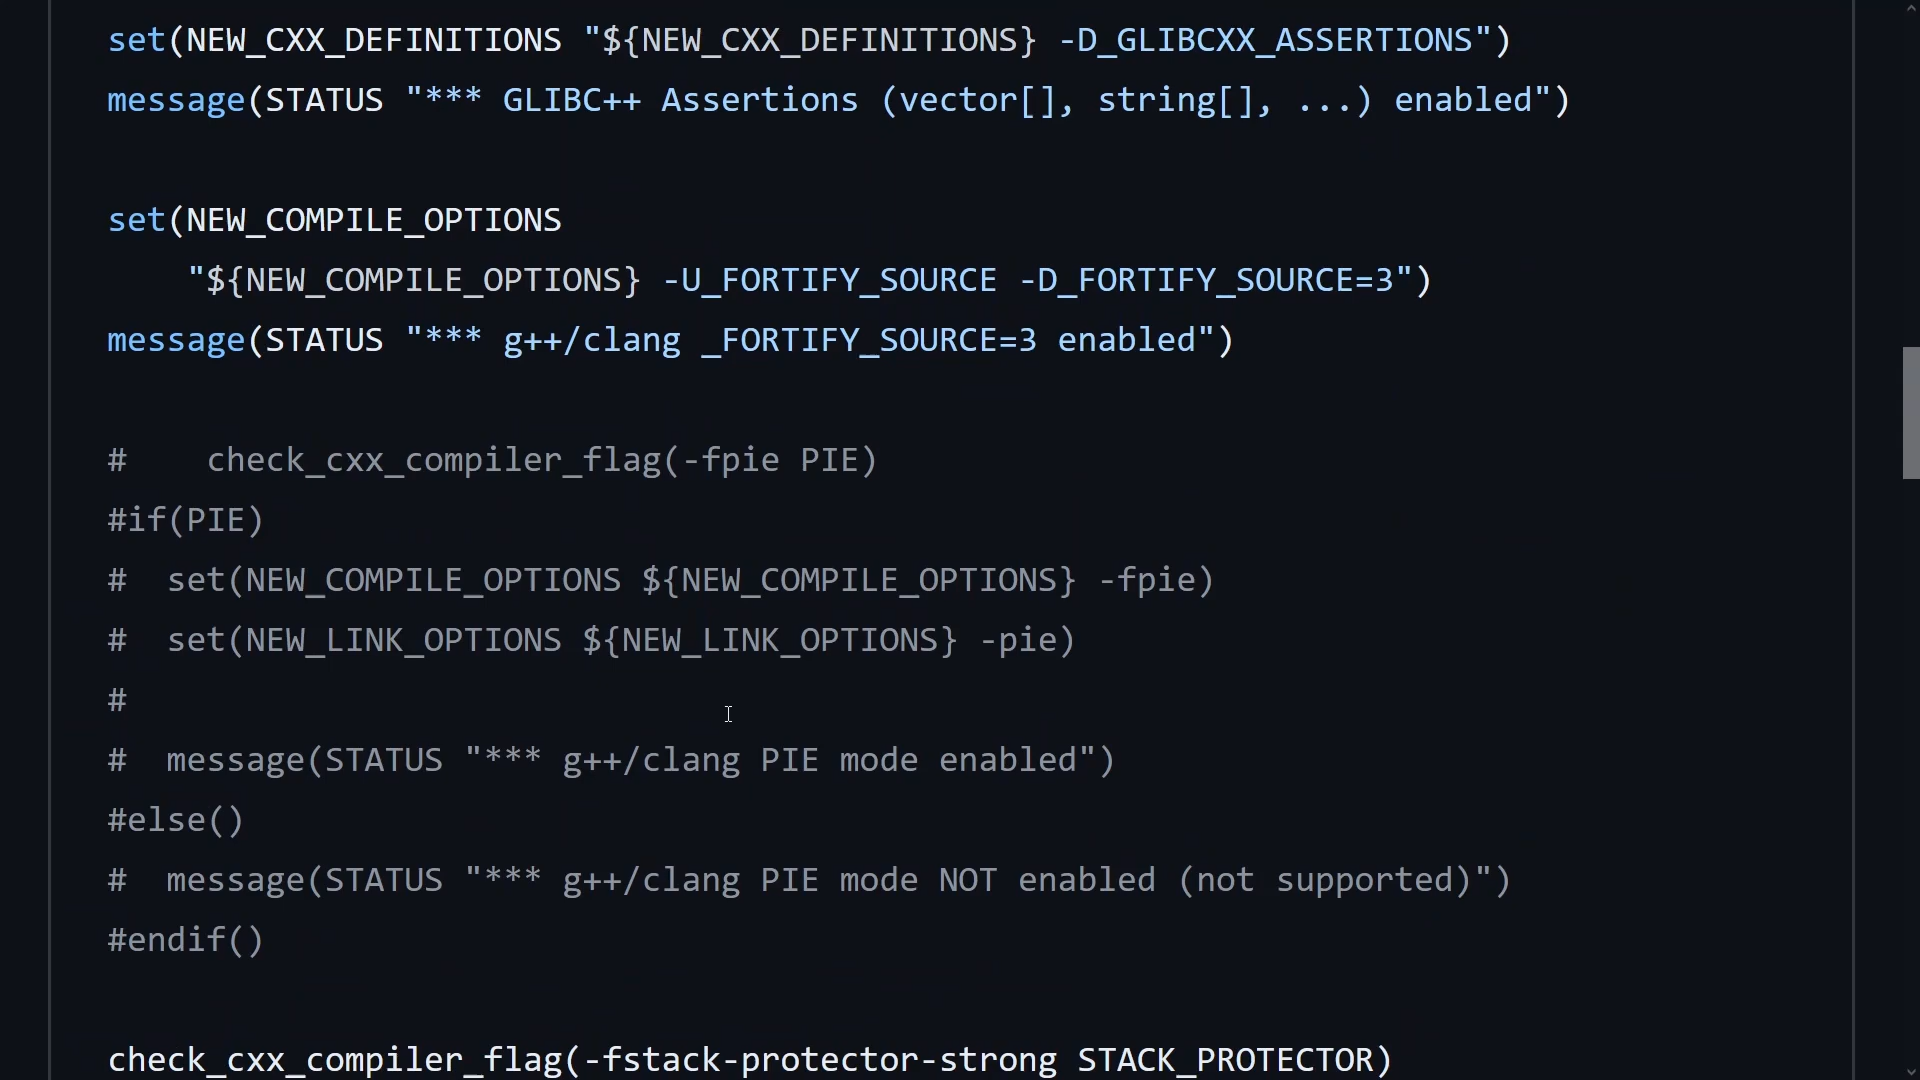 set(NEW_CXX_DEFINITIONS "${NEW_CXX_DEFINITIONS} -D_GLIBCXX_ASSERTIONS")
message(STATUS "*** GLIBC++ Assertions (vector[], string[], ...) enabled")
set(NEW_COMPILE_OPTIONS
"${NEW_COMPILE_OPTIONS} -U_FORTIFY_SOURCE -D_FORTIFY_SOURCE=3")
message(STATUS "*** g++/clang _FORTIFY_SOURCE=3 enabled")
#    check_cxx_compiler_flag(-fpie PIE)
#if(PIE)
#  set(NEW_COMPILE_OPTIONS ${NEW_COMPILE_OPTIONS} -fpie)
#  set(NEW_LINK_OPTIONS ${NEW_LINK_OPTIONS} -pie)
#
#  message(STATUS "*** g++/clang PIE mode enabled")
#else()
#  message(STATUS "*** g++/clang PIE mode NOT enabled (not supported)")
#endif()
check_cxx_compiler_flag(-fstack-protector-strong STACK_PROTECTOR)